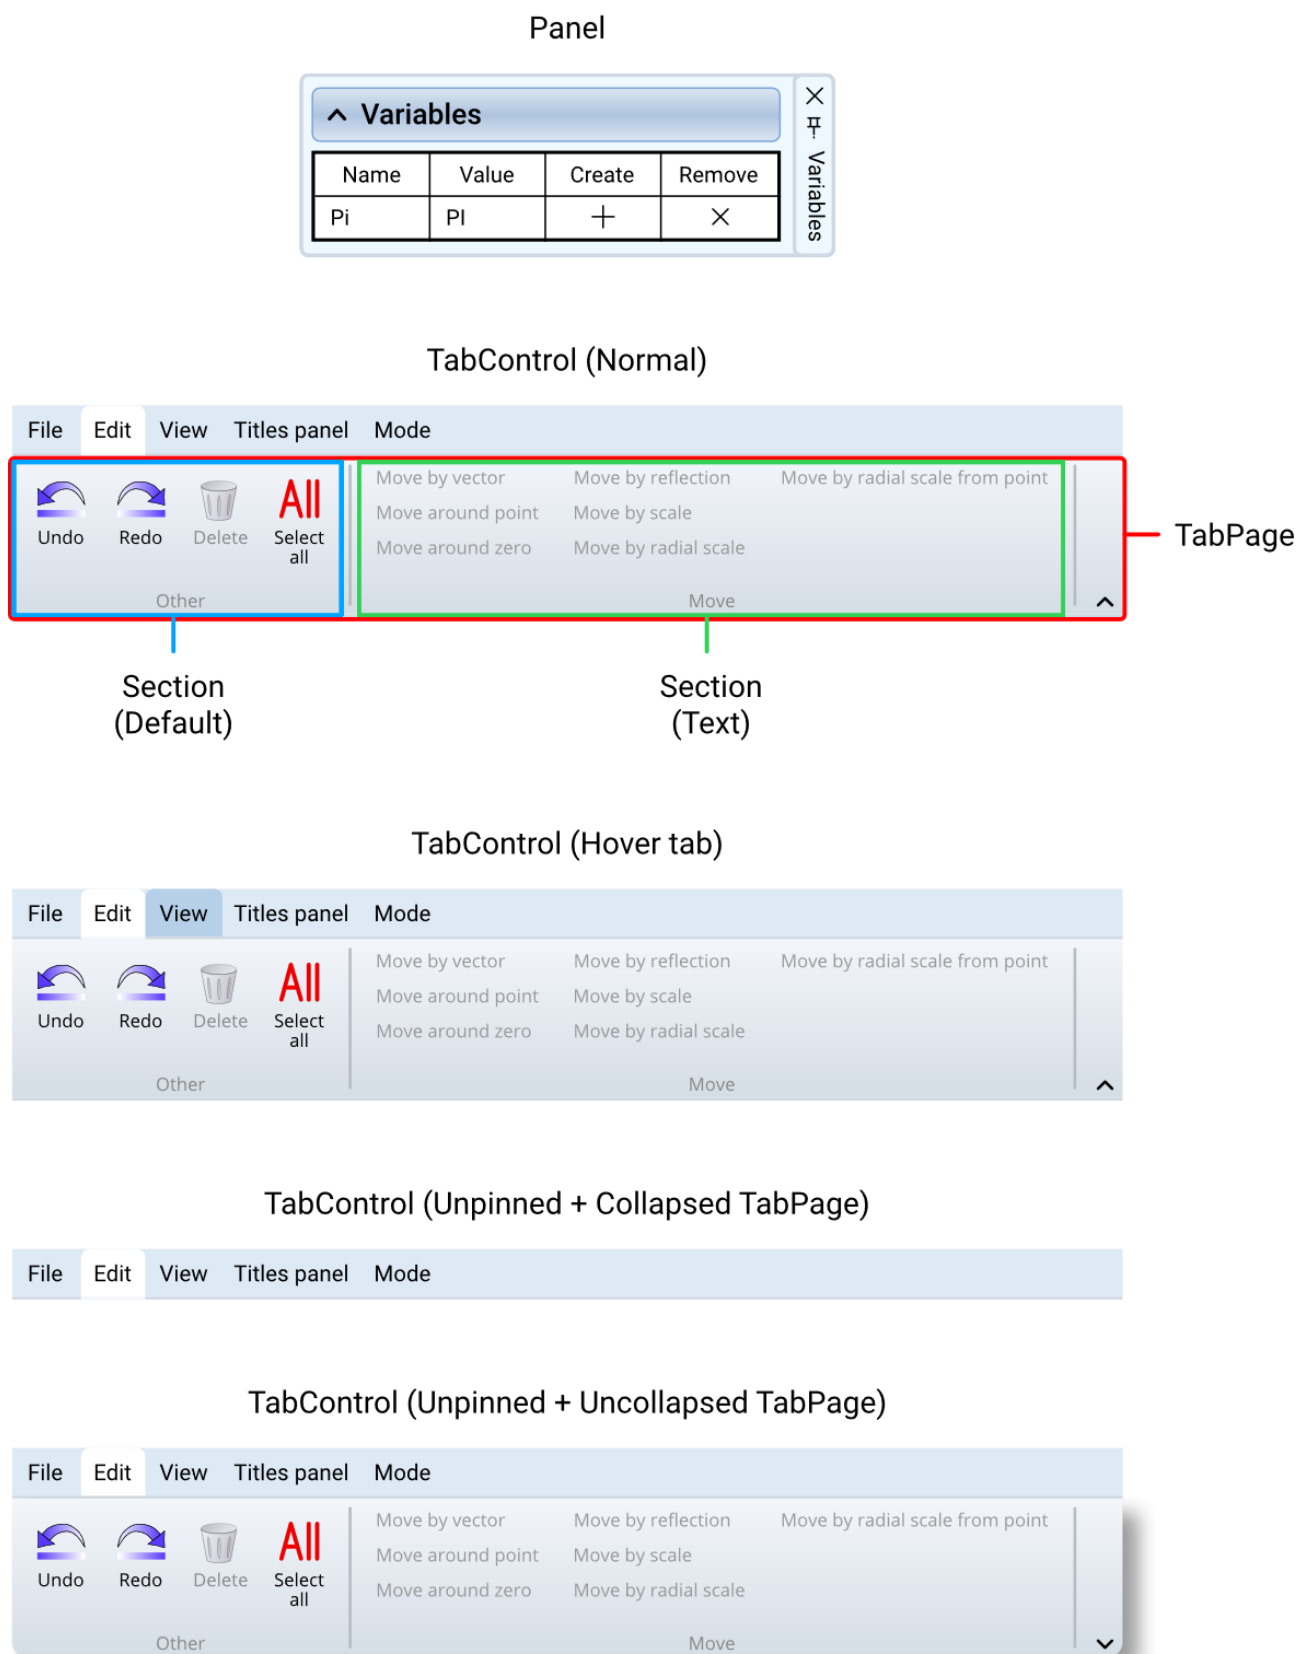 Panel
Variables
Name Value Create Remove
Pi PI
Variables
TabControl (Normal)
File Edit View Titles panel Mode
Move by vector Move by reflection Move by radial scale from point
Move around point Move by scale
Undo Redo Delete Select all
Move around zero Move by radial scale
Other Move
TabPage
Section (Default)
Section (Text)
TabControl (Hover tab)
File Edit View Titles panel Mode
Move by vector Move by reflection Move by radial scale from point
Move around point Move by scale
Undo Redo Delete Select all
Move around zero Move by radial scale
Other Move
TabControl (Unpinned + Collapsed TabPage)
File Edit View Titles panel Mode
TabControl (Unpinned + Uncollapsed TabPage)
File Edit View Titles panel Mode
Move by vector Move by reflection Move by radial scale from point
Move around point Move by scale
Undo Redo Delete Select all
Move around zero Move by radial scale
Other Move